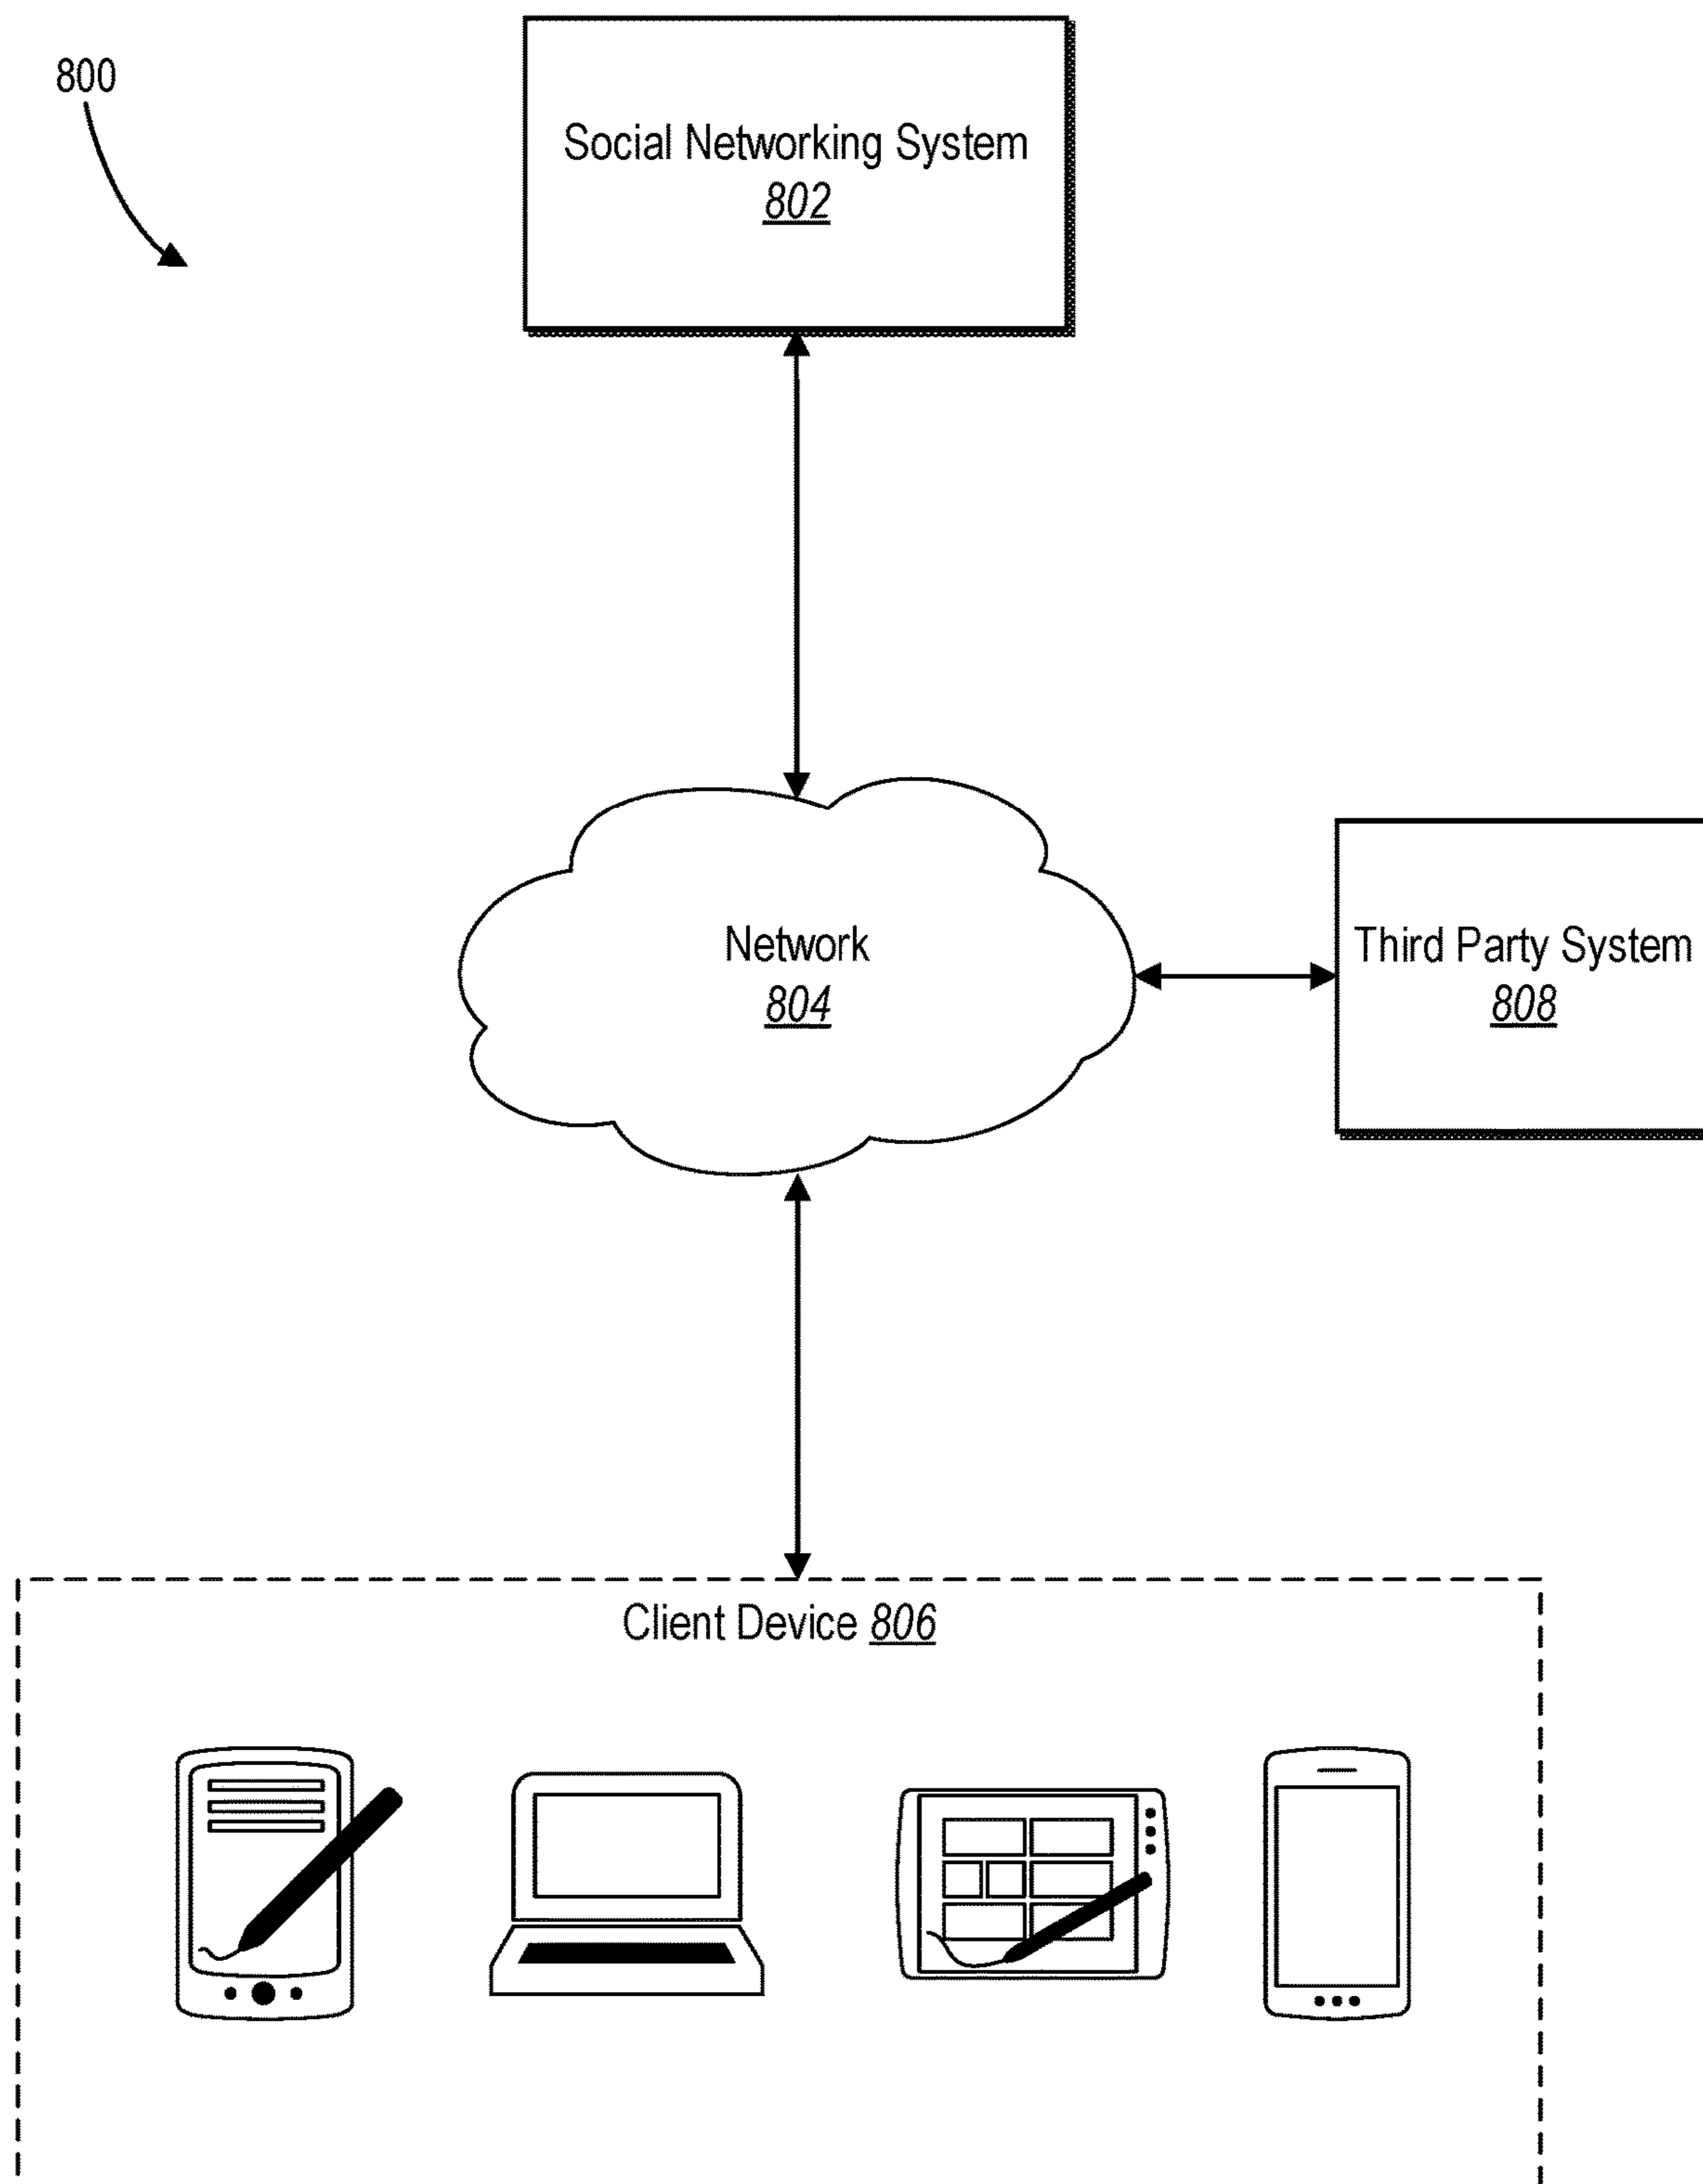 800
Social Networking System
802
Network
804
Third Party System
808
Client Device 806